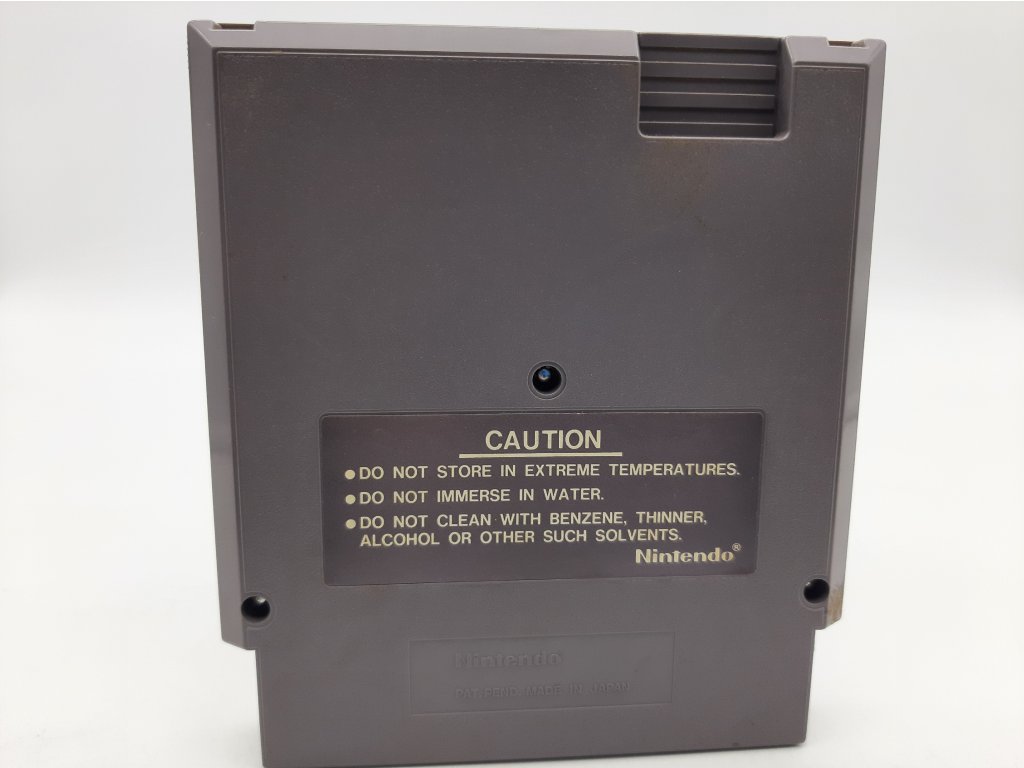 CAUTION
●DO NOT STORE IN EXTREME TEMPERATURES.
●DO NOT IMMERSE IN WATER.
●DO NOT CLEAN WITH BENZENE, THINNER,
ALCOHOL OR OTHER SUCH SOLVENTS.
Nintendo®
Nintendo
PAT. PEND. MADE IN JAPAN